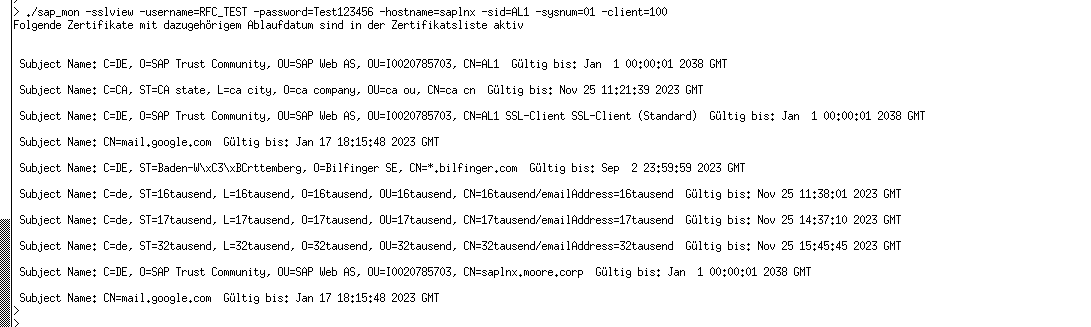 > ./sap_mon -sslview -username=RFC_TEST -password=Test123456 -hostname=saplnx -sid=AL1 -sysnum=01 -client=100
Folgende Zertifikate mit dazugehörigem Ablaufdatum sind in der Zertifikatsliste aktiv
Subject Name: C=DE, O=SAP Trust Community, OU=SAP Web AS, OU=I0020785703, CN=AL1  Gültig bis: Jan  1 00:00:01 2038 GMT
Subject Name: C=CA, ST=CA state, L=ca city, O=ca company, OU=ca ou, CN=ca cn  Gültig bis: Nov 25 11:21:39 2023 GMT
Subject Name: C=DE, O=SAP Trust Community, OU=SAP Web AS, OU=I0020785703, CN=AL1 SSL-Client SSL-Client (Standard)  Gültig bis: Jan  1 00:00:01 2038 GMT
Subject Name: CN=mail.google.com  Gültig bis: Jan 17 18:15:48 2023 GMT
Subject Name: C=DE, ST=Baden-W\xC3\xBCrttemberg, O=Bilfinger SE, CN=*.bilfinger.com  Gültig bis: Sep  2 23:59:59 2023 GMT
Subject Name: C=de, ST=16tausend, L=16tausend, O=16tausend, OU=16tausend, CN=16tausend/emailAddress=16tausend  Gültig bis: Nov 25 11:38:01 2023 GMT
Subject Name: C=de, ST=17tausend, L=17tausend, O=17tausend, OU=17tausend, CN=17tausend/emailAddress=17tausend  Gültig bis: Nov 25 14:37:10 2023 GMT
Subject Name: C=de, ST=32tausend, L=32tausend, O=32tausend, OU=32tausend, CN=32tausend/emailAddress=32tausend  Gültig bis: Nov 25 15:45:45 2023 GMT
Subject Name: C=DE, O=SAP Trust Community, OU=SAP Web AS, OU=I0020785703, CN=saplnx.moore.corp  Gültig bis: Jan  1 00:00:01 2038 GMT
Subject Name: CN=mail.google.com  Gültig bis: Jan 17 18:15:48 2023 GMT
>
>